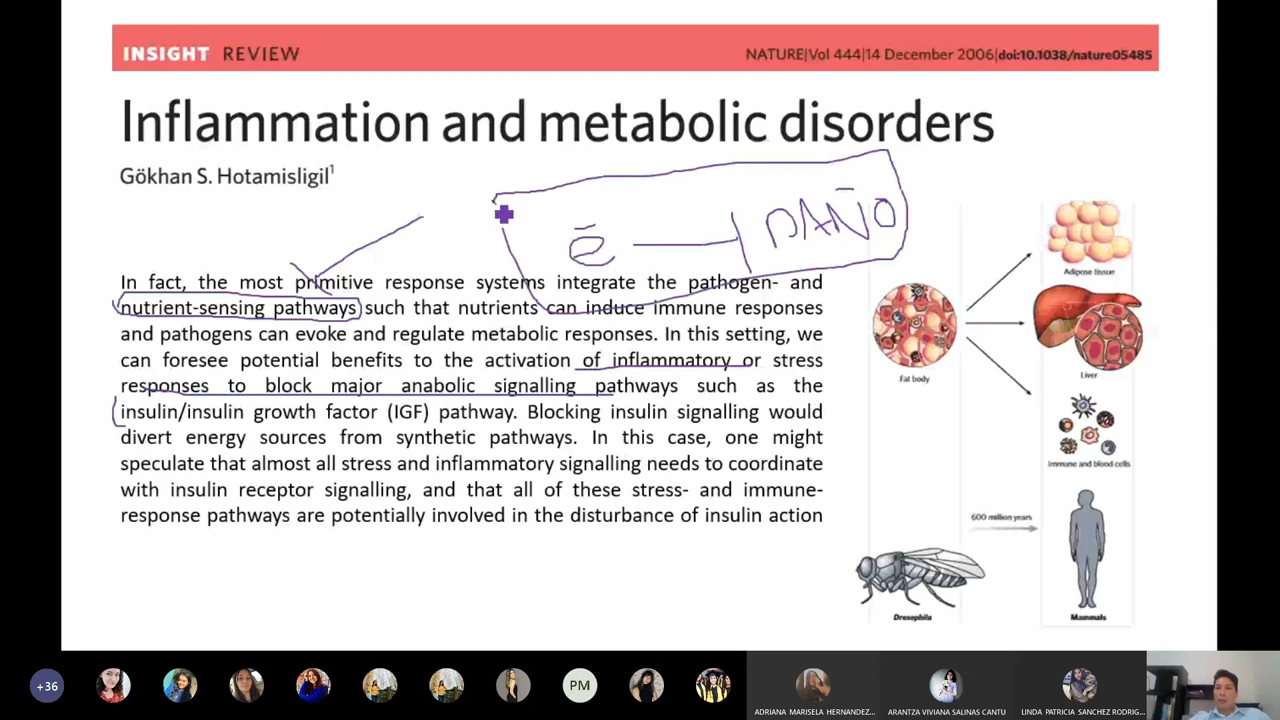 INSIGHT REVIEW
NATURE|Vol 444|14 December 2006|doi:10.1038/nature05485
Inflammation and metabolic disorders
Gökhan S. Hotamisligil1
ē DAÑO
In fact, the most primitive response systems integrate the pathogen- and
nutrient-sensing pathways such that nutrients can induce immune responses
and pathogens can evoke and regulate metabolic responses. In this setting, we
can foresee potential benefits to the activation of inflammatory or stress
responses to block major anabolic signalling pathways such as the
insulin/insulin growth factor (IGF) pathway. Blocking insulin signalling would
divert energy sources from synthetic pathways. In this case, one might
speculate that almost all stress and inflammatory signalling needs to coordinate
with insulin receptor signalling, and that all of these stress- and immune-
response pathways are potentially involved in the disturbance of insulin action
Adipose tissue
Fat body
Liver
Immune and blood cells
600 million years
Drosophila
Mammals
+36
PM
ADRIANA MARISELA HERNANDEZ...
ARANTZA VIVIANA SALINAS CANTU
LINDA PATRICIA SANCHEZ RODRIG...